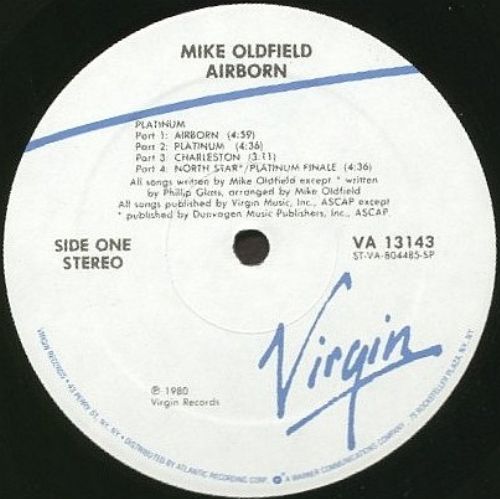 MIKE OLDFIELD
AIRBORN
PLATINUM
Part 1: AIRBORN (4:59)
Part 2: PLATINUM (4:36)
Part 3: CHARLESTON (3:11)
Part 4: NORTH STAR*/PLATINUM FINALE (4:36)
All songs written by Mike Oldfield except * written
by Phillip Glass, arranged by Mike Oldfield
All songs published by Virgin Music, Inc., ASCAP except
* published by Dunvagen Music Publishers, Inc., ASCAP.
SIDE ONE
STEREO
VA 13143
ST-VA-804485-SP
Virgin
℗ 1980
Virgin Records
VIRGIN RECORDS • 43 PERRY ST, NY, NY • DISTRIBUTED BY ATLANTIC RECORDING CORP. A WARNER COMMUNICATIONS COMPANY • 75 ROCKEFELLER PLAZA, NY, NY